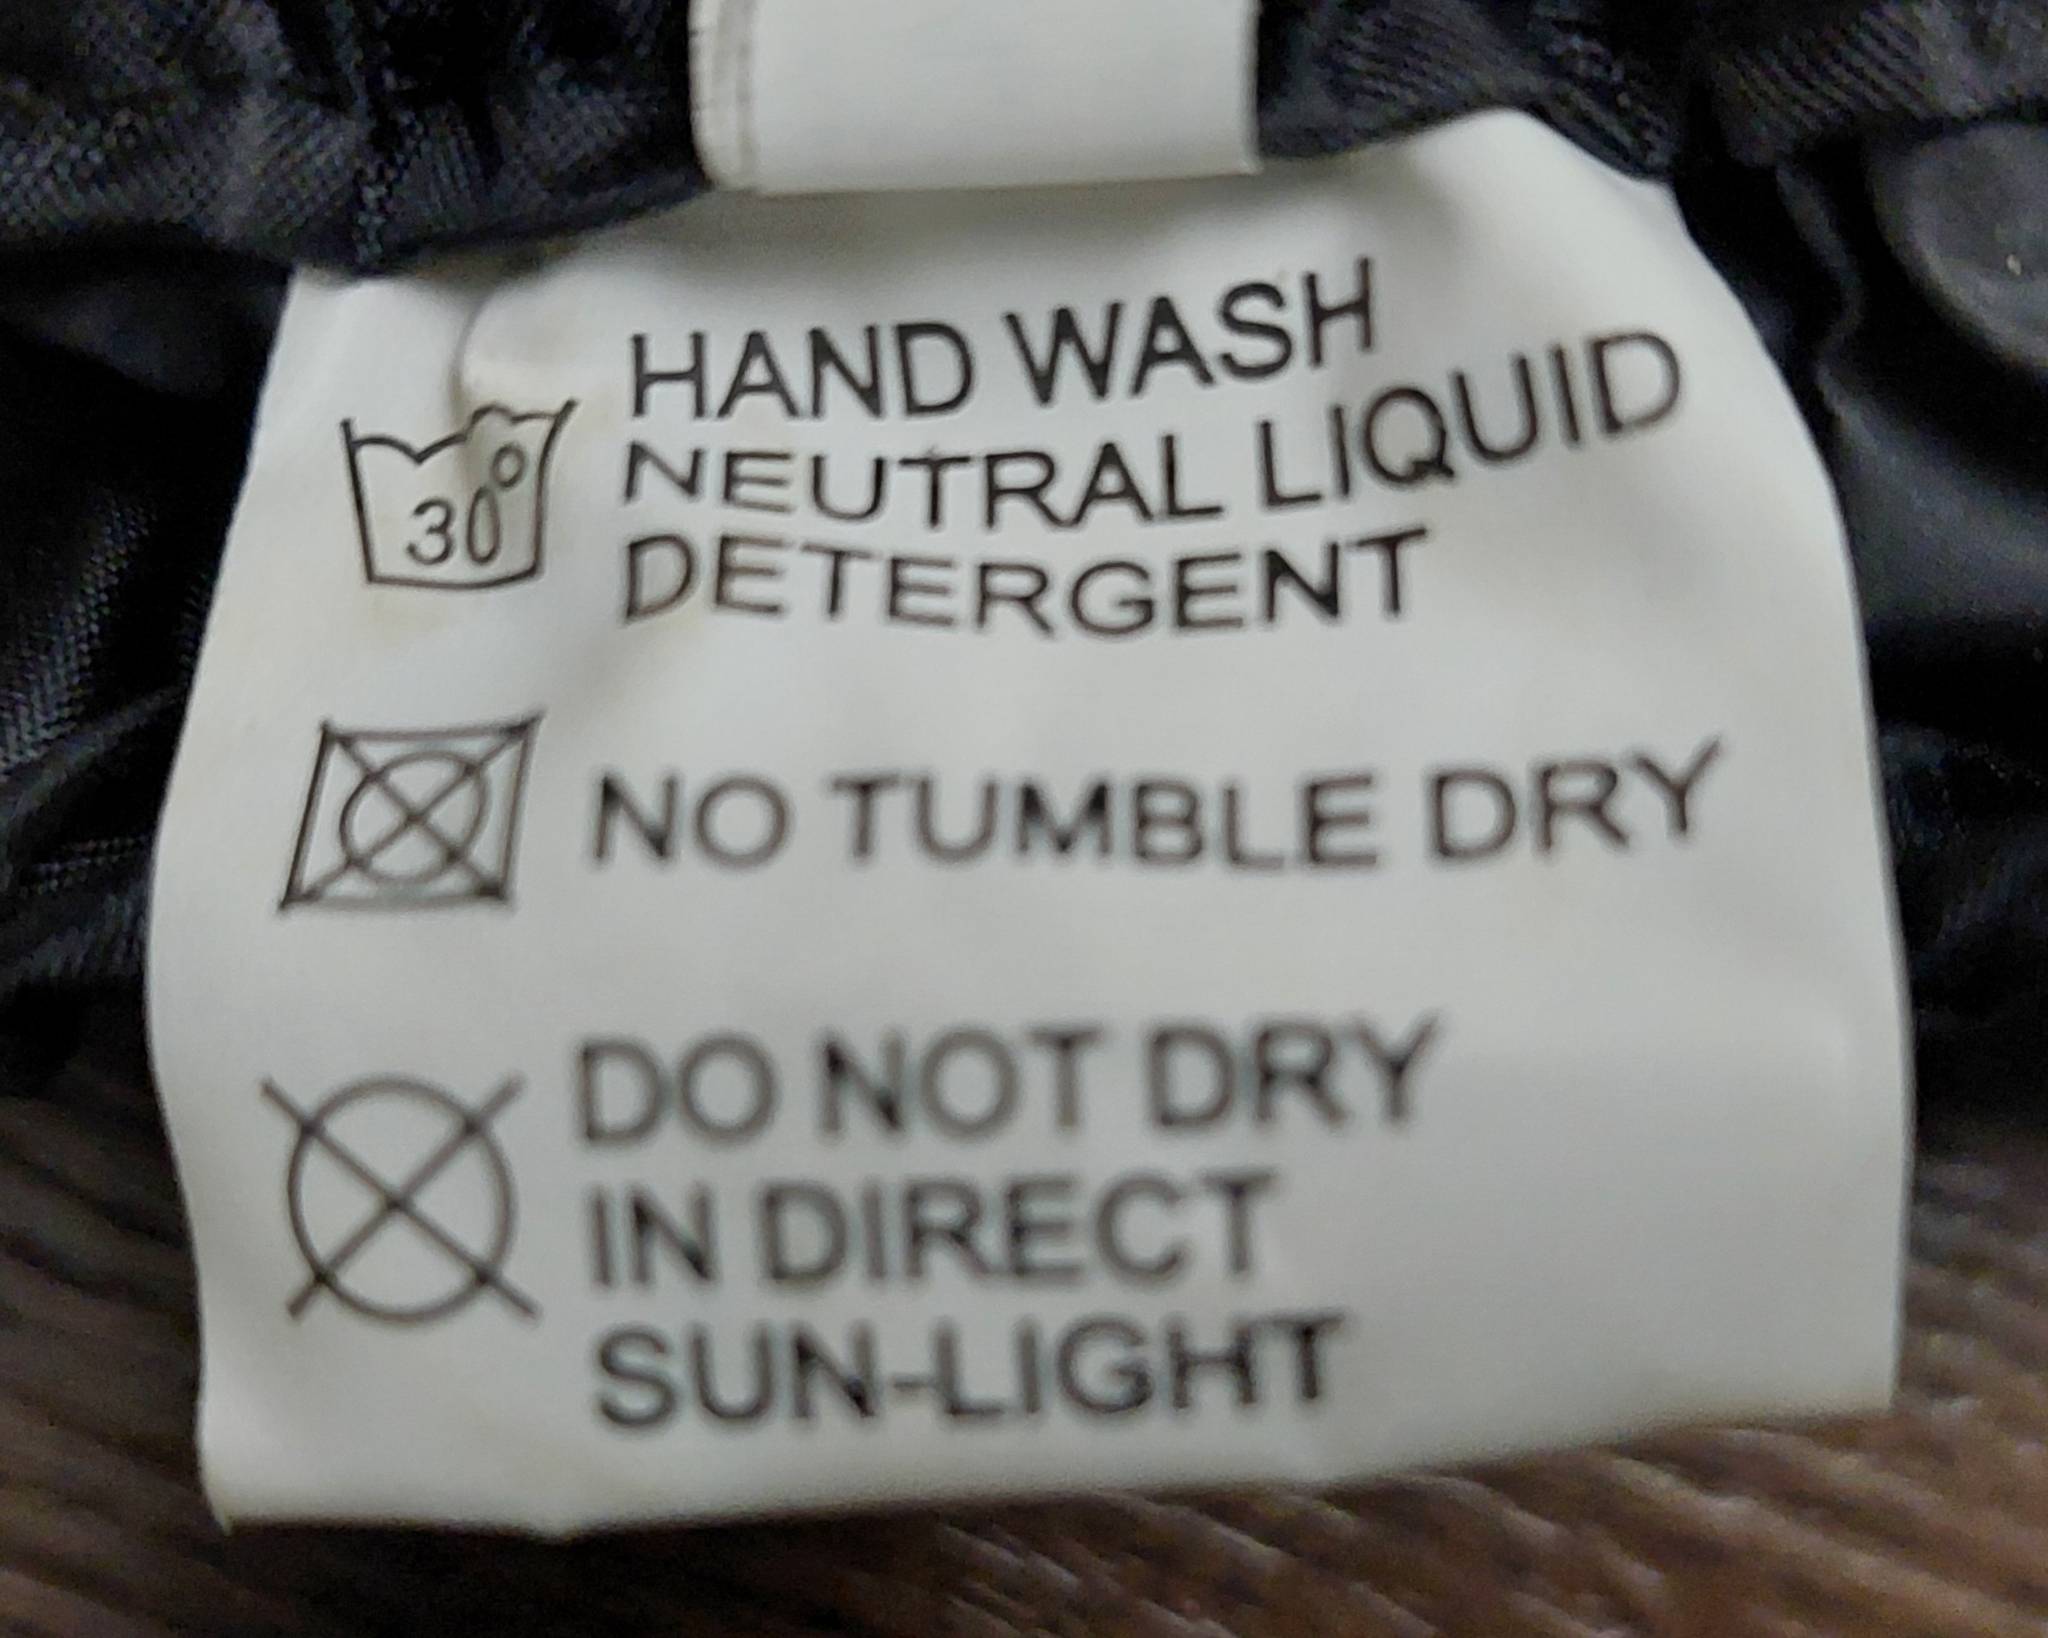 HAND WASH
30° NEUTRAL LIQUID
DETERGENT
NO TUMBLE DRY
DO NOT DRY
IN DIRECT
SUN-LIGHT